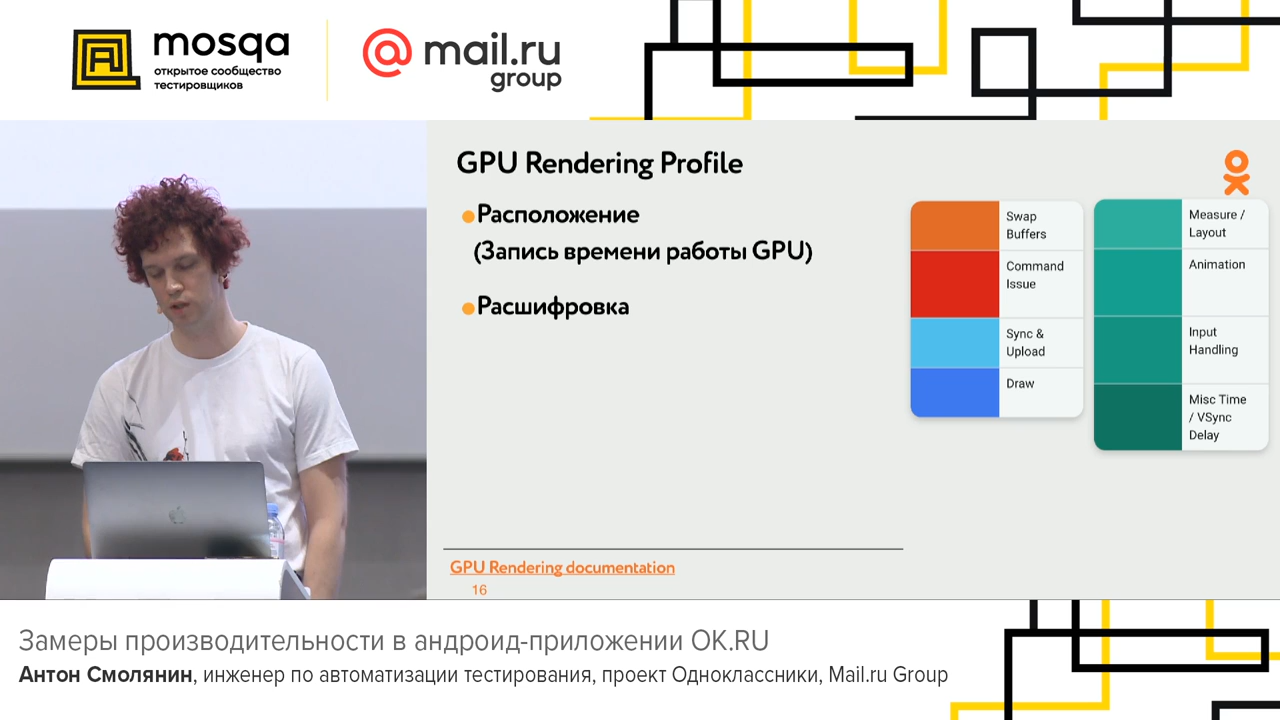 mosqa
открытое сообщество
тестировщиков
@mail.ru
group
GPU Rendering Profile
Расположение
(Запись времени работы GPU)
Расшифровка
Swap
Buffers
Command
Issue
Sync &
Upload
Draw
Measure /
Layout
Animation
Input
Handling
Misc Time
/ VSync
Delay
GPU Rendering documentation
16
Замеры производительности в андроид-приложении OK.RU
Антон Смолянин, инженер по автоматизации тестирования, проект Одноклассники, Mail.ru Group